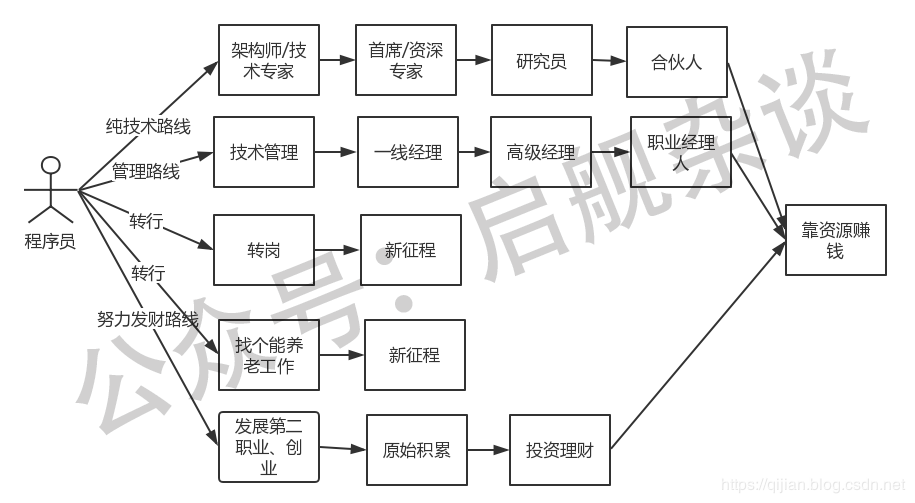 架构师/技
术专家
首席/资深
专家
研究员
合伙人
纯技术路线
技术管理
一线经理
高级经理
职业经理
人
管理路线
程序员
转行
转岗
新征程
靠资源赚
钱
转行
努力发财路线
找个能养
老工作
新征程
发展第二
职业、创
业
原始积累
投资理财
公众号：启舰杂谈
https://qijian.blog.csdn.net